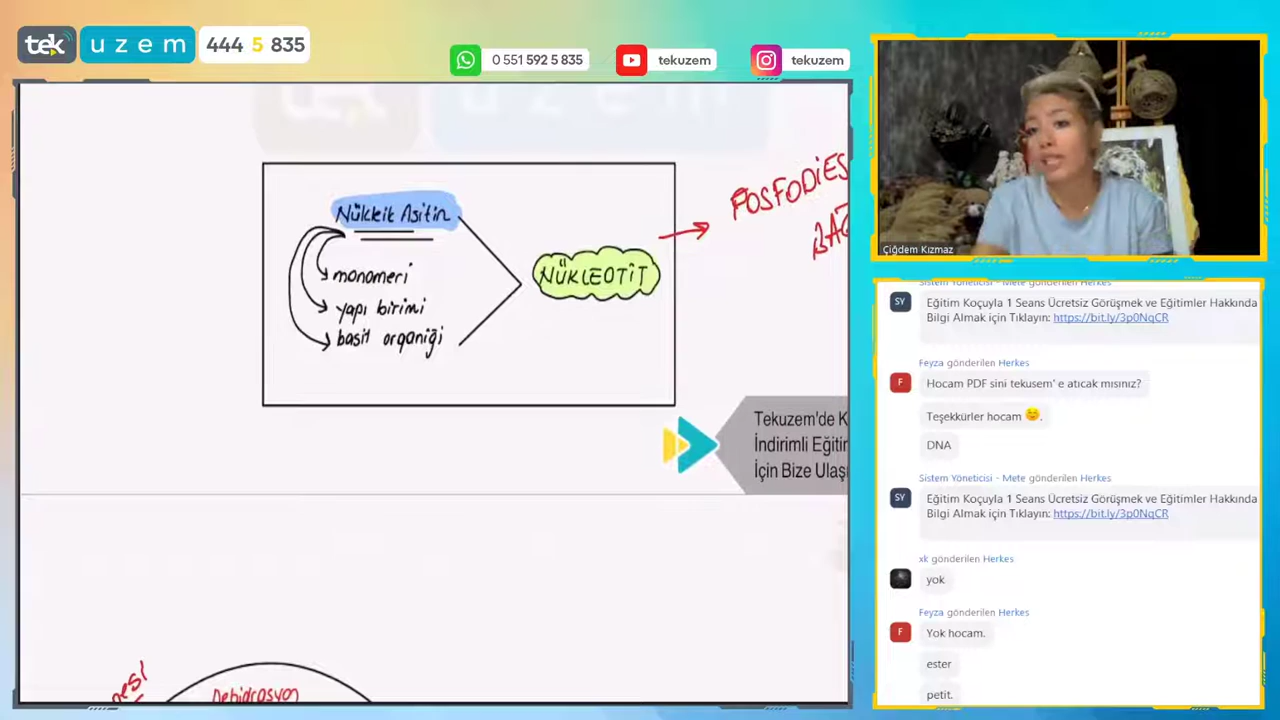 tek uzem 444 5 835
0 551 592 5 835
tekuzem
tekuzem
Nükleik Asitin
monomeri
yapı birimi
basit organiği
NÜKLEOTİT
FOSFODİES
BAĞ
Tekuzem'de K
İndirimli Eğitir
İçin Bize Ulaşı
Dehidrasyon
nesi
Çiğdem Kızmaz
Sistem Yöneticisi - Mete gönderilen Herkes
SY
Eğitim Koçuyla 1 Seans Ücretsiz Görüşmek ve Eğitimler Hakkında
Bilgi Almak için Tıklayın: https://bit.ly/3p0NqCR
Feyza gönderilen Herkes
F
Hocam PDF sini tekusem' e atıcak mısınız?
Teşekkürler hocam 😊.
DNA
Sistem Yöneticisi - Mete gönderilen Herkes
SY
Eğitim Koçuyla 1 Seans Ücretsiz Görüşmek ve Eğitimler Hakkında
Bilgi Almak için Tıklayın: https://bit.ly/3p0NqCR
xk gönderilen Herkes
yok
Feyza gönderilen Herkes
F
Yok hocam.
ester
petit.